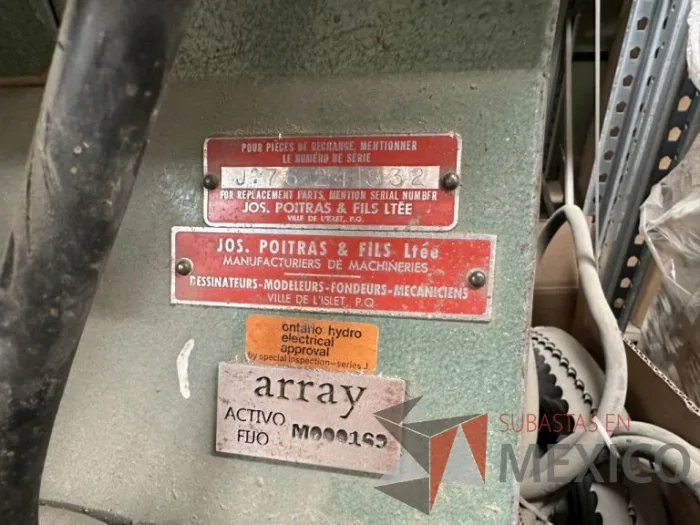 POUR PIÈCES DE RECHANGE, MENTIONNER
LE NUMÉRO DE SÉRIE
FOR REPLACEMENT PARTS, MENTION SERIAL NUMBER
JOS. POITRAS & FILS LTÉE
VILLE DE L'ISLET, P.Q.
JOS. POITRAS & FILS Ltée
MANUFACTURIERS DE MACHINERIES
DESSINATEURS-MODELEURS-FONDEURS-MECANICIENS
VILLE DE L'ISLET, P.Q.
ontario hydro
electrical
approval
by special inspection-series J
array
ACTIVO
FIJO M000169
SUBASTAS EN
MÉXICO